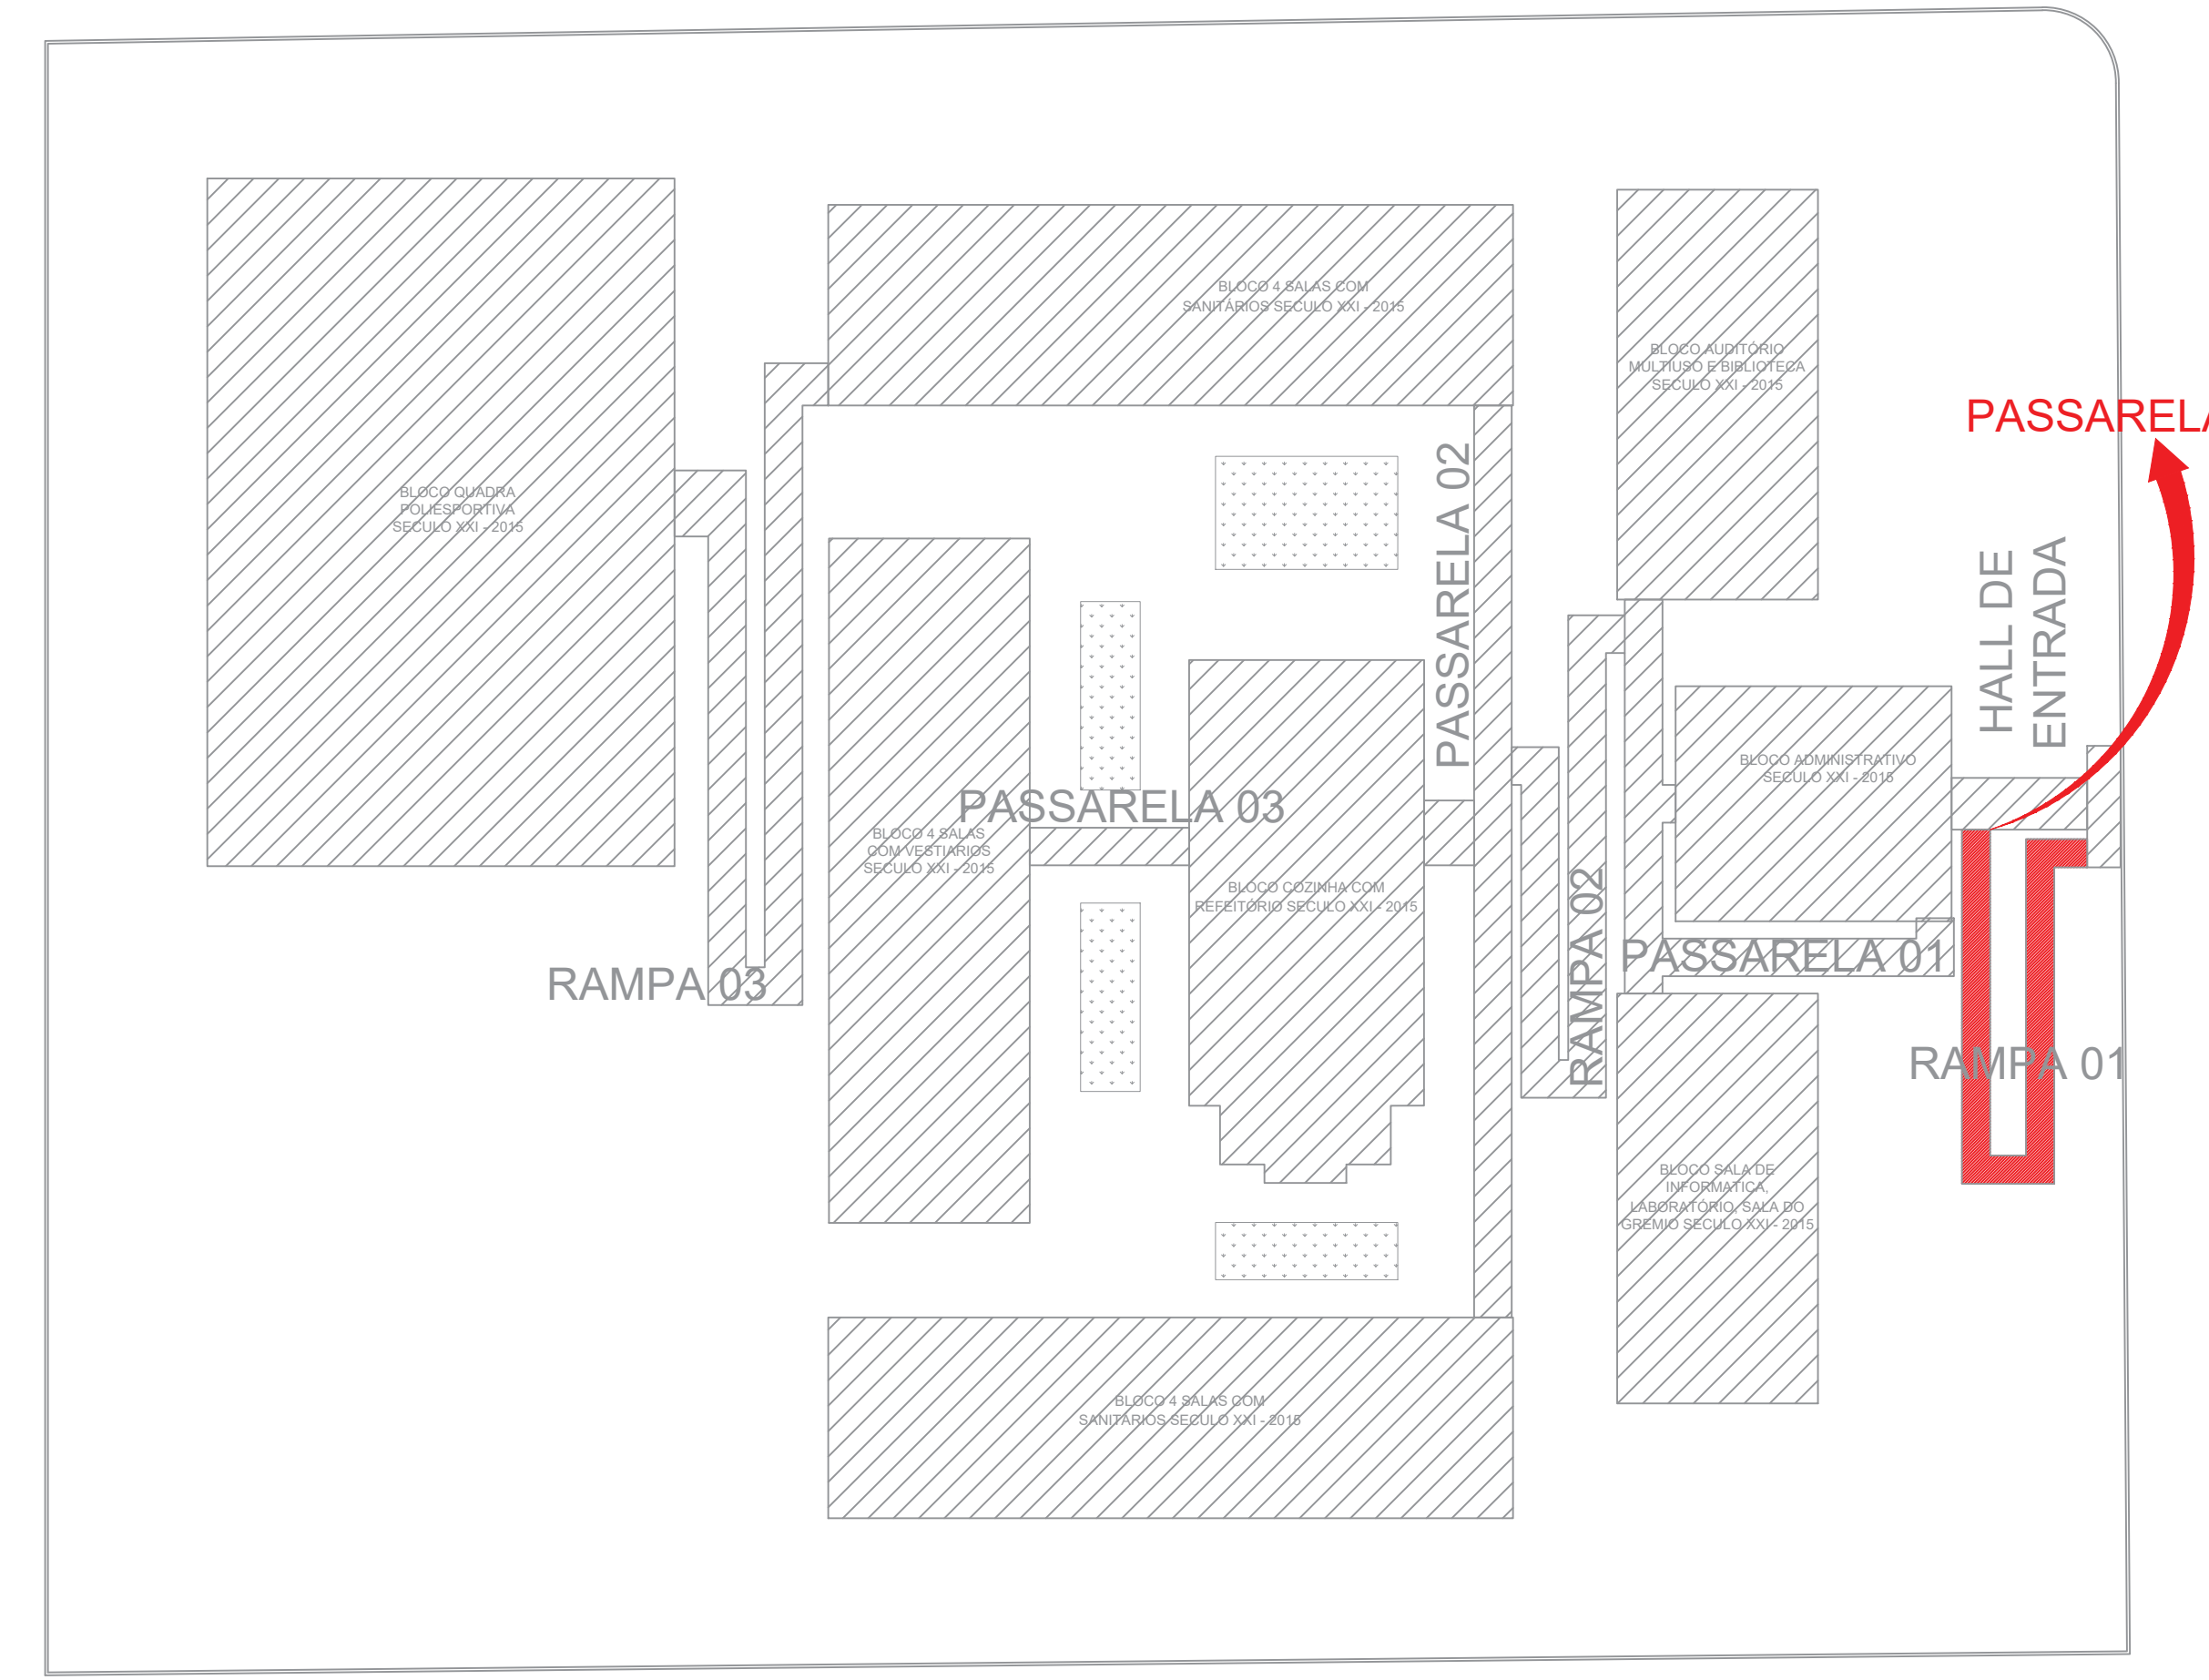 BLOCO 4 SALAS COM
SANITÁRIOS SECULO XXI - 2015
BLOCO AUDITÓRIO
MULTIUSO E BIBLIOTECA
SECULO XXI - 2015
PASSARELA
BLOCO QUADRA
POLIESPORTIVA
SECULO XXI - 2015
PASSARELA 02
HALL DE
ENTRADA
BLOCO ADMINISTRATIVO
SECULO XXI - 2015
PASSARELA 03
BLOCO 4 SALAS
COM VESTIARIOS
SECULO XXI - 2015
BLOCO COZINHA COM
REFEITÓRIO SECULO XXI - 2015
RAMPA 02
PASSARELA 01
RAMPA 03
RAMPA 01
BLOCO SALA DE
INFORMATICA,
LABORATÓRIO, SALA DO
GREMIO SECULO XXI - 2015
BLOCO 4 SALAS COM
SANITÁRIOS SECULO XXI - 2015